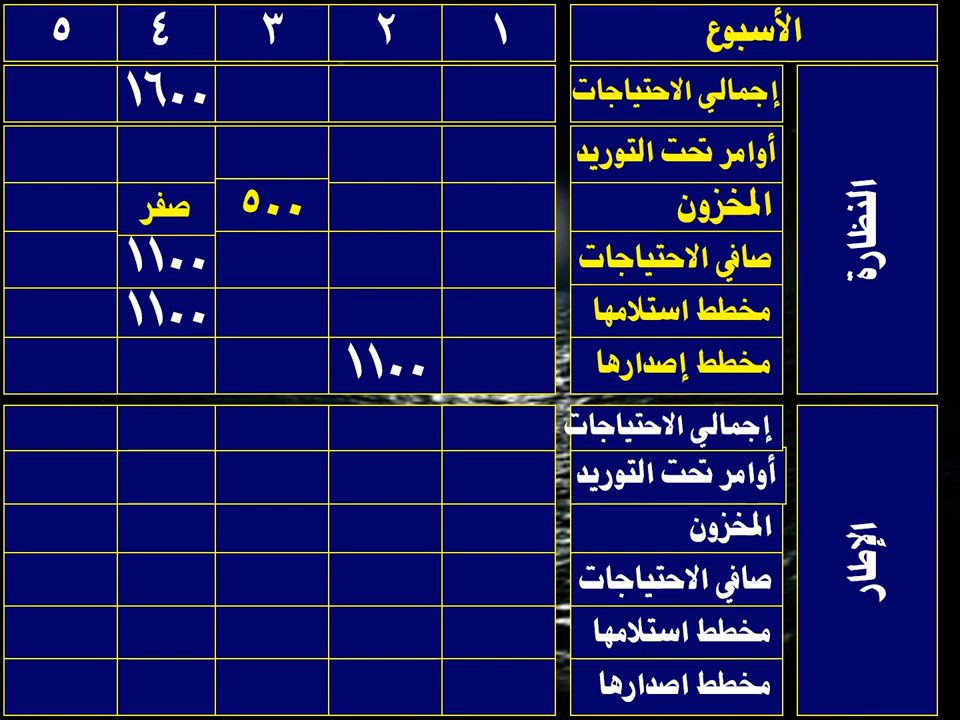 الأسبوع ١ ٢ ٣ ٤ ٥
النظارة
إجمالي الاحتياجات ١٦٠٠
أوامر تحت التوريد
المخزون ٥٠٠ صفر
صافي الاحتياجات ١١٠٠
مخطط استلامها ١١٠٠
مخطط إصدارها ١١٠٠
الإطار
إجمالي الاحتياجات
أوامر تحت التوريد
المخزون
صافي الاحتياجات
مخطط استلامها
مخطط اصدارها